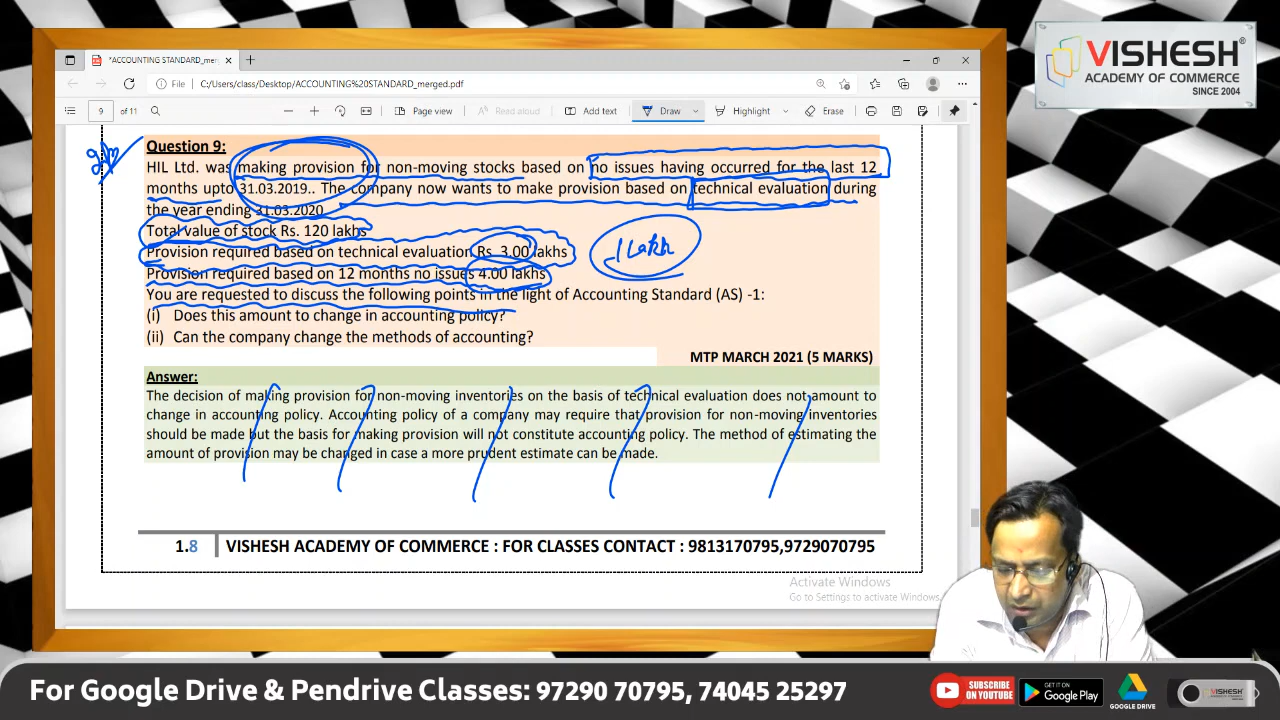 VISHESH
ACADEMY OF COMMERCE
SINCE 2004
*ACCOUNTING STANDARD_mer
File C:/Users/class/Desktop/ACCOUNTING%20STANDARD_merged.pdf
9 of 11 Page view Read aloud Add text Draw Highlight Erase
Question 9:
HIL Ltd. was making provision for non-moving stocks based on no issues having occurred for the last 12
months upto 31.03.2019.. The company now wants to make provision based on technical evaluation during
the year ending 31.03.2020
Total value of stock Rs. 120 lakhs
Provision required based on technical evaluation Rs. 3.00 lakhs
1 lakh
Provision required based on 12 months no issues 4.00 lakhs
You are requested to discuss the following points in the light of Accounting Standard (AS) -1:
(i) Does this amount to change in accounting policy?
(ii) Can the company change the methods of accounting?
MTP MARCH 2021 (5 MARKS)
Answer:
The decision of making provision for non-moving inventories on the basis of technical evaluation does not amount to
change in accounting policy. Accounting policy of a company may require that provision for non-moving inventories
should be made but the basis for making provision will not constitute accounting policy. The method of estimating the
amount of provision may be changed in case a more prudent estimate can be made.
1.8 VISHESH ACADEMY OF COMMERCE : FOR CLASSES CONTACT : 9813170795,9729070795
Activate Windows
Go to Settings to activate Windows.
For Google Drive & Pendrive Classes: 97290 70795, 74045 25297
SUBSCRIBE
ON YOUTUBE
GET IT ON
Google Play
GOOGLE DRIVE
VISHESH